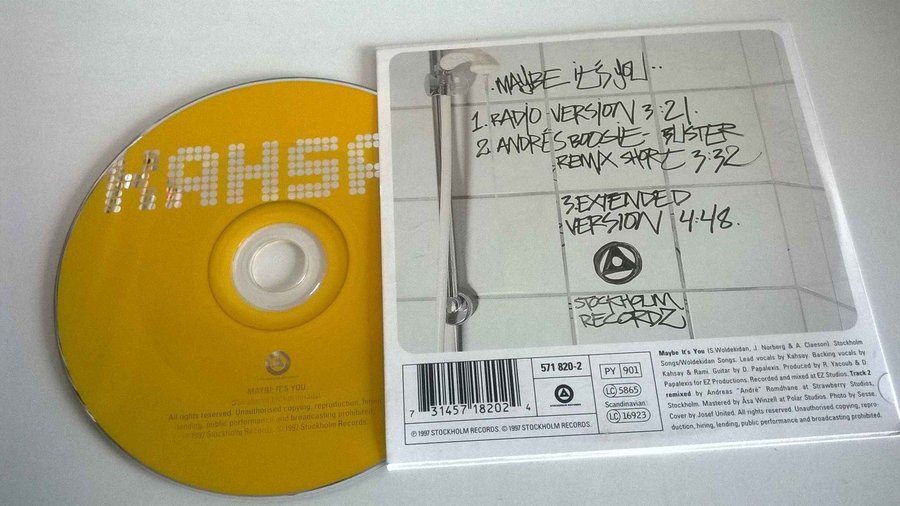 KAHSA
MAYBE IT'S YOU
All rights reserved. Unauthorised copying, reproduction, hiring,
lending, public performance and broadcasting prohibited.
℗ 1997 Stockholm Records. © 1997 Stockholm Records.
MAYBE IT'S YOU..
1. RADIO VERSION 3:21.
2. ANDRÉS BOOGIE-BUSTER
REMIX SHORT 3:32
3. EXTENDED
VERSION 4:48.
STOCKHOLM
RECORDZ
7 31457 18202 4
571 820-2
PY 901
LC 5865
Scandinavian
LC 16923
℗ 1997 STOCKHOLM RECORDS. © 1997 STOCKHOLM RECORDS.
Maybe It's You (S.Woldekidan, J. Norberg & A. Claeson). Stockholm
Songs/Woldekidan Songs. Lead vocals by Kahsay. Backing vocals by
Kahsay & Rami. Guitar by D. Papalexis. Produced by R. Yacoub & D.
Papalexis for EZ Productions. Recorded and mixed at EZ Studios. Track 2
remixed by Andreas "André" Romdhane at Strawberry Studios,
Stockholm. Mastered by Åsa Winzell at Polar Studios. Photo by Sesse.
Cover by Josef United. All rights reserved. Unauthorised copying, repro-
duction, hiring, lending, public performance and broadcasting prohibited.